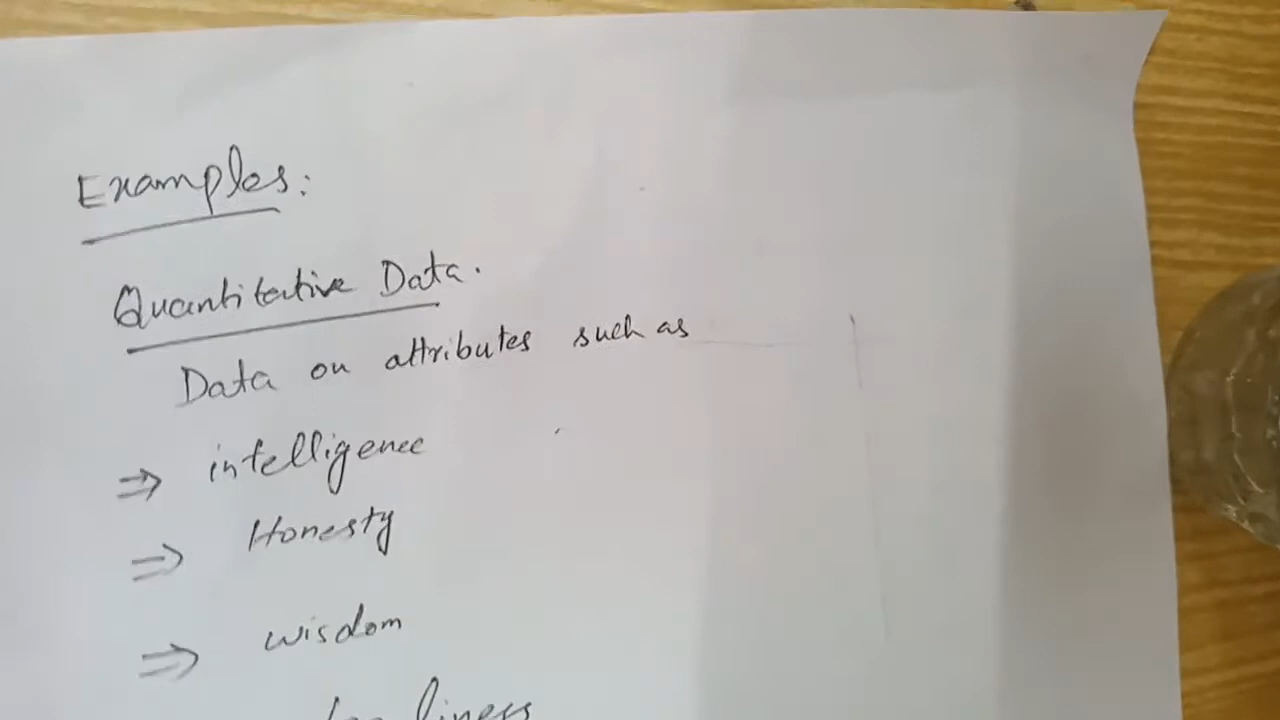 Examples:
Quantitative Data.
Data on attributes such as
⇒ intelligence
⇒ Honesty
⇒ wisdom